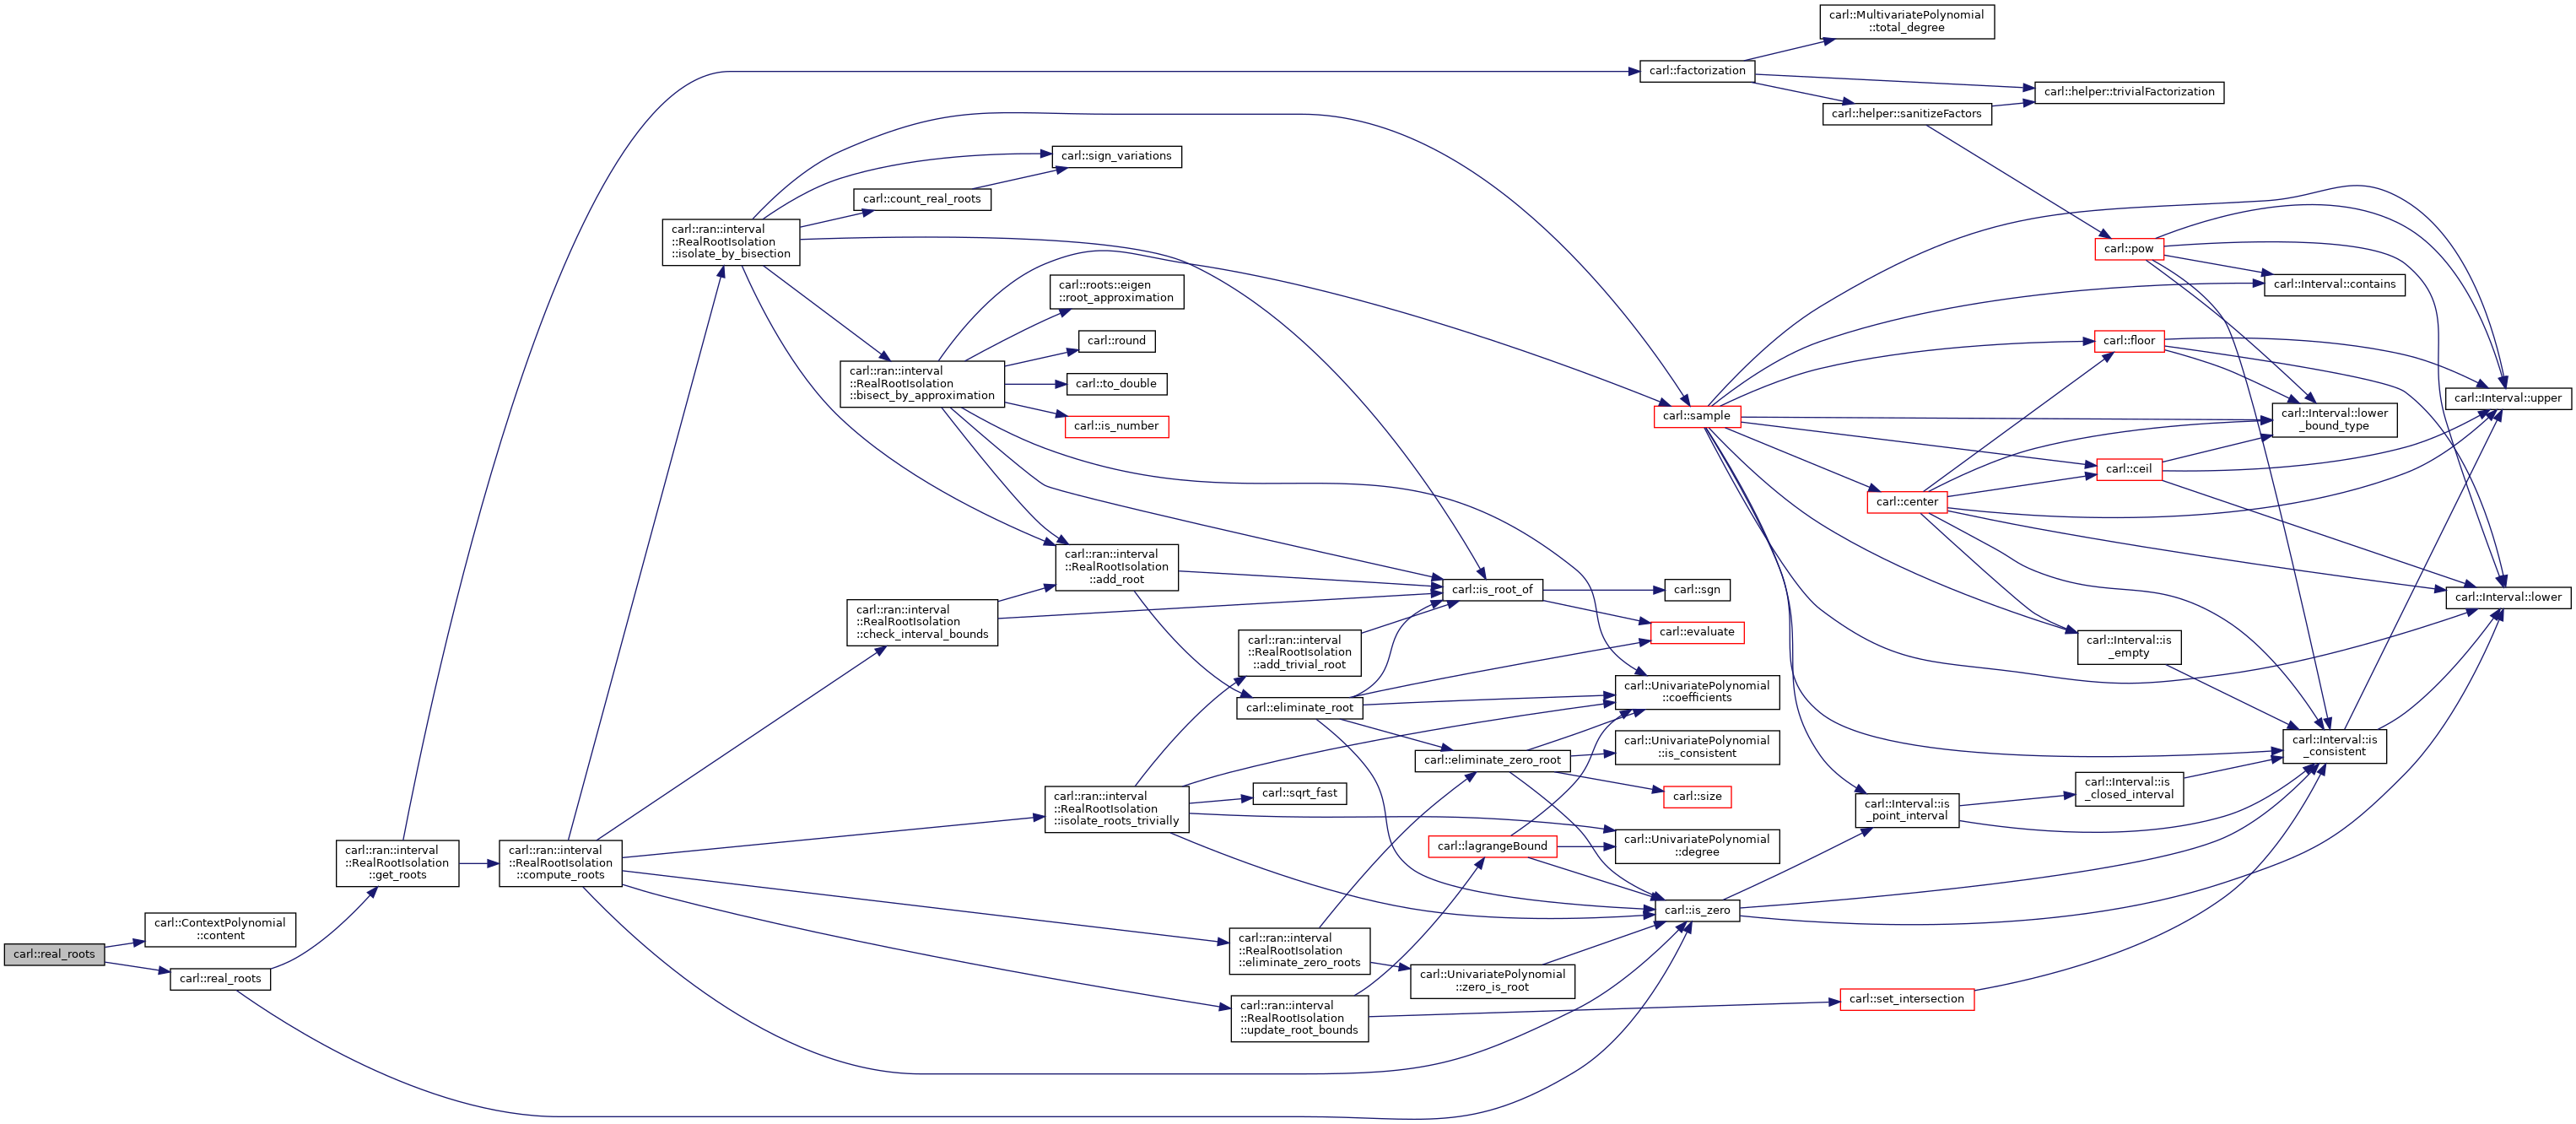 carl::real_roots
carl::ContextPolynomial
::content
carl::real_roots
carl::ran::interval
::RealRootIsolation
::get_roots
carl::ran::interval
::RealRootIsolation
::compute_roots
carl::ran::interval
::RealRootIsolation
::isolate_by_bisection
carl::ran::interval
::RealRootIsolation
::bisect_by_approximation
carl::ran::interval
::RealRootIsolation
::check_interval_bounds
carl::count_real_roots
carl::sign_variations
carl::roots::eigen
::root_approximation
carl::round
carl::to_double
carl::is_number
carl::ran::interval
::RealRootIsolation
::add_root
carl::ran::interval
::RealRootIsolation
::isolate_roots_trivially
carl::ran::interval
::RealRootIsolation
::add_trivial_root
carl::eliminate_root
carl::sqrt_fast
carl::ran::interval
::RealRootIsolation
::eliminate_zero_roots
carl::ran::interval
::RealRootIsolation
::update_root_bounds
carl::is_root_of
carl::eliminate_zero_root
carl::lagrangeBound
carl::UnivariatePolynomial
::zero_is_root
carl::factorization
carl::sample
carl::sgn
carl::evaluate
carl::UnivariatePolynomial
::coefficients
carl::UnivariatePolynomial
::is_consistent
carl::size
carl::UnivariatePolynomial
::degree
carl::is_zero
carl::MultivariatePolynomial
::total_degree
carl::helper::sanitizeFactors
carl::helper::trivialFactorization
carl::center
carl::Interval::is
_point_interval
carl::set_intersection
carl::pow
carl::floor
carl::ceil
carl::Interval::is
_empty
carl::Interval::is
_closed_interval
carl::Interval::contains
carl::Interval::lower
_bound_type
carl::Interval::is
_consistent
carl::Interval::upper
carl::Interval::lower